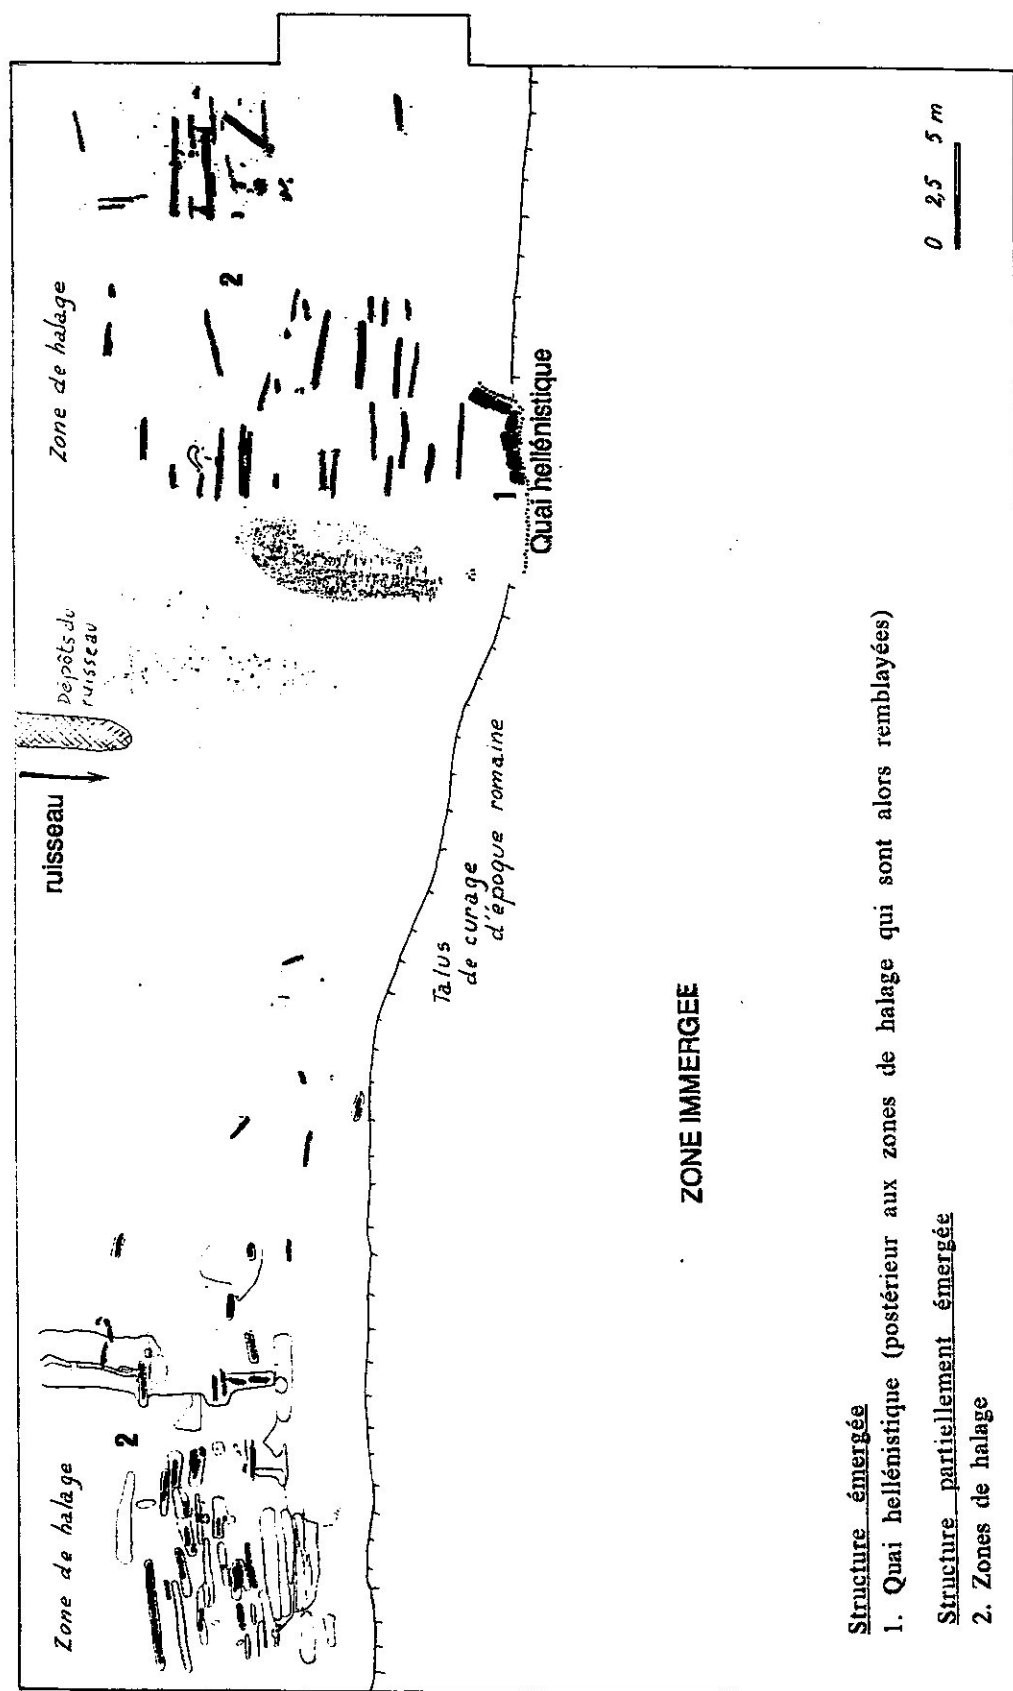 Zone de halage
2
ruisseau
Dépôts du
ruisseau
Zone de halage
2
1
Quai hellénistique
Talus
de curage
d'époque romaine
ZONE IMMERGEE
0 2,5 5 m
Structure émergée
1. Quai hellénistique (postérieur aux zones de halage qui sont alors remblayées)
Structure partiellement émergée
2. Zones de halage